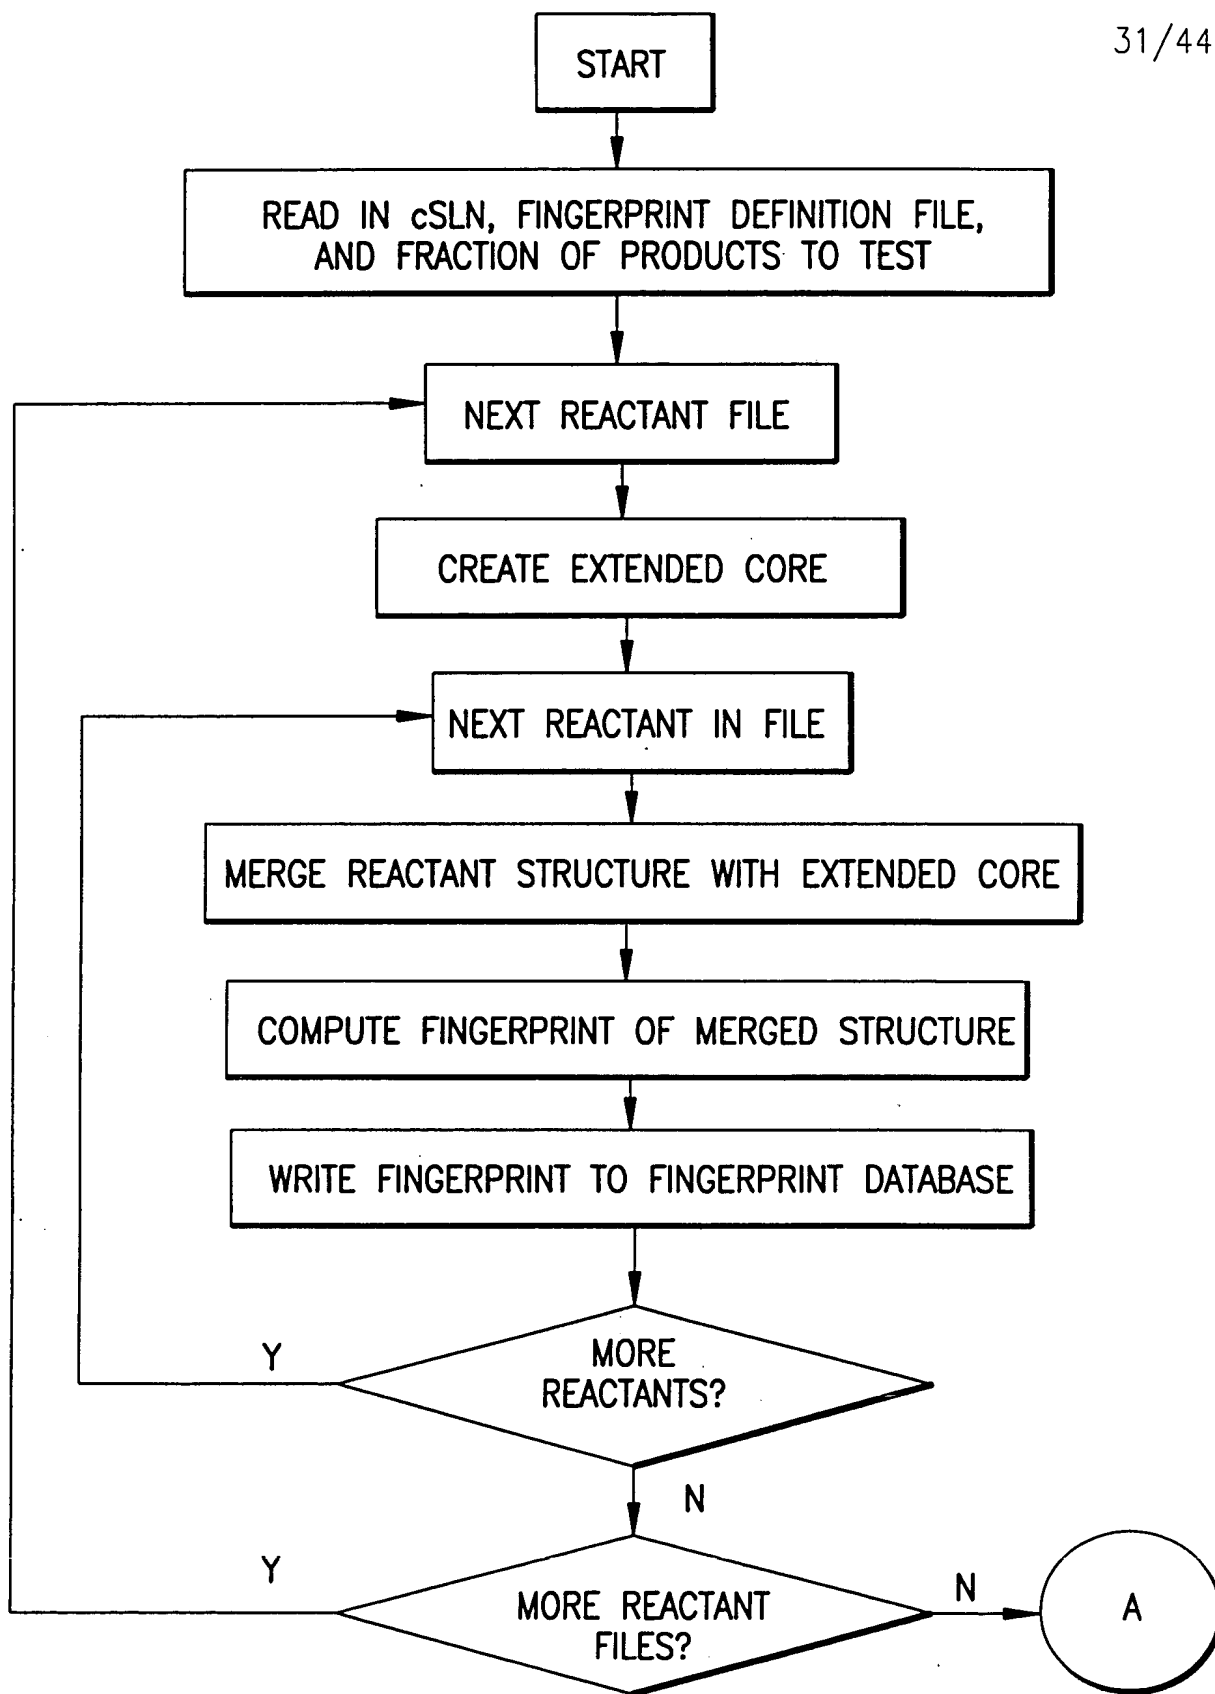 31/44
START
READ IN cSLN, FINGERPRINT DEFINITION FILE,
AND FRACTION OF PRODUCTS TO TEST
NEXT REACTANT FILE
CREATE EXTENDED CORE
NEXT REACTANT IN FILE
MERGE REACTANT STRUCTURE WITH EXTENDED CORE
COMPUTE FINGERPRINT OF MERGED STRUCTURE
WRITE FINGERPRINT TO FINGERPRINT DATABASE
Y
MORE
REACTANTS?
N
Y
MORE REACTANT
FILES?
N
A